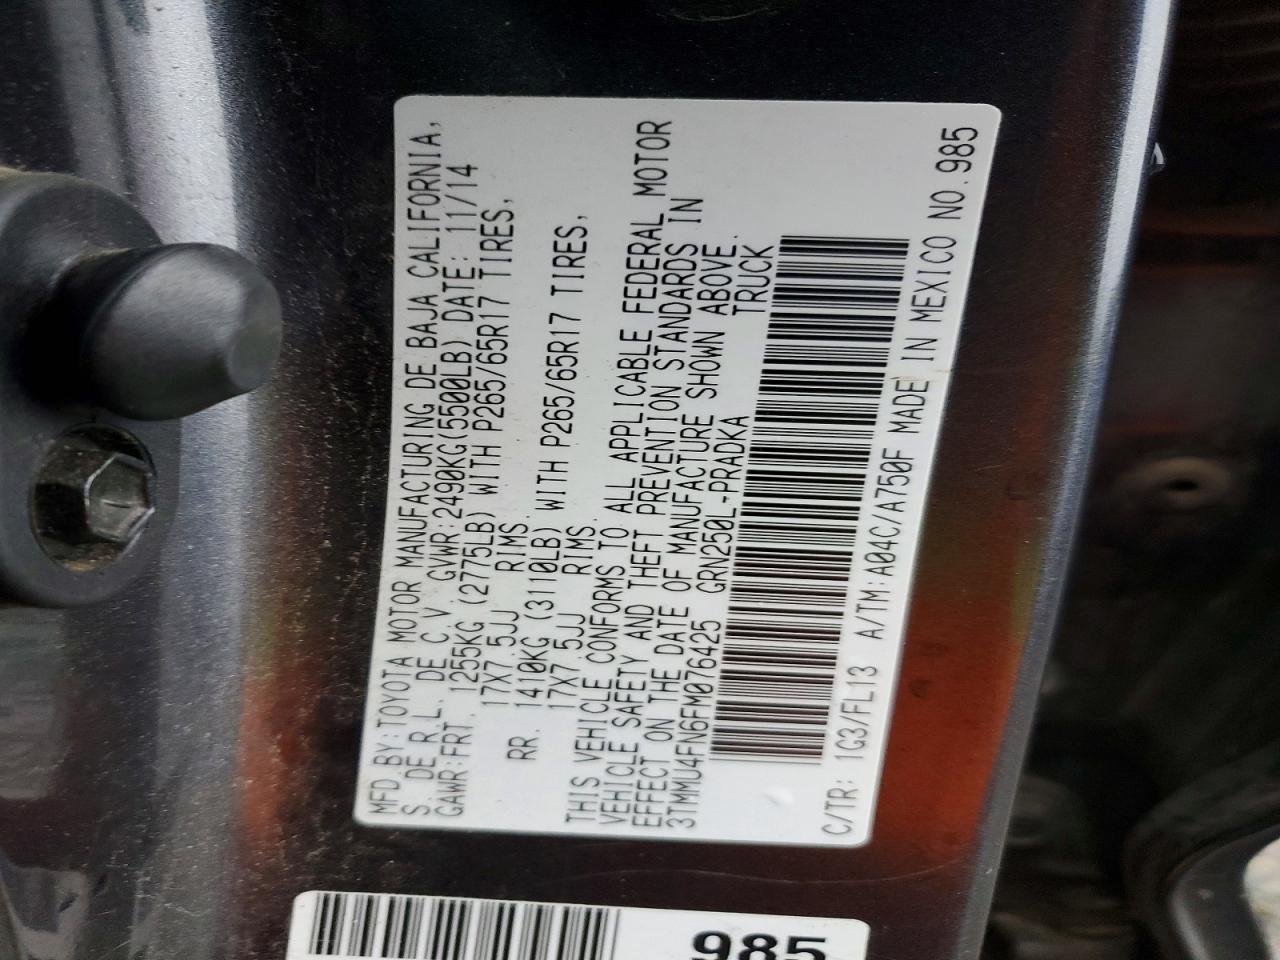 MFD.BY:TOYOTA MOTOR MANUFACTURING DE BAJA CALIFORNIA,
S. DE R.L. DE C.V GVWR:2490KG(5500LB) DATE: 11/14
GAWR:FRT. 1255KG (2775LB) WITH P265/65R17 TIRES,
17X7.5JJ RIMS.
RR. 1410KG (3110LB) WITH P265/65R17 TIRES,
17X7.5JJ RIMS.
THIS VEHICLE CONFORMS TO ALL APPLICABLE FEDERAL MOTOR
VEHICLE SAFETY AND THEFT PREVENTION STANDARDS IN
EFFECT ON THE DATE OF MANUFACTURE SHOWN ABOVE.
3TMMU4FN6FM076425 GRN250L-PRADKA TRUCK
C/TR: 1G3/FL13 A/TM:A04C/A750F MADE IN MEXICO NO.985
985